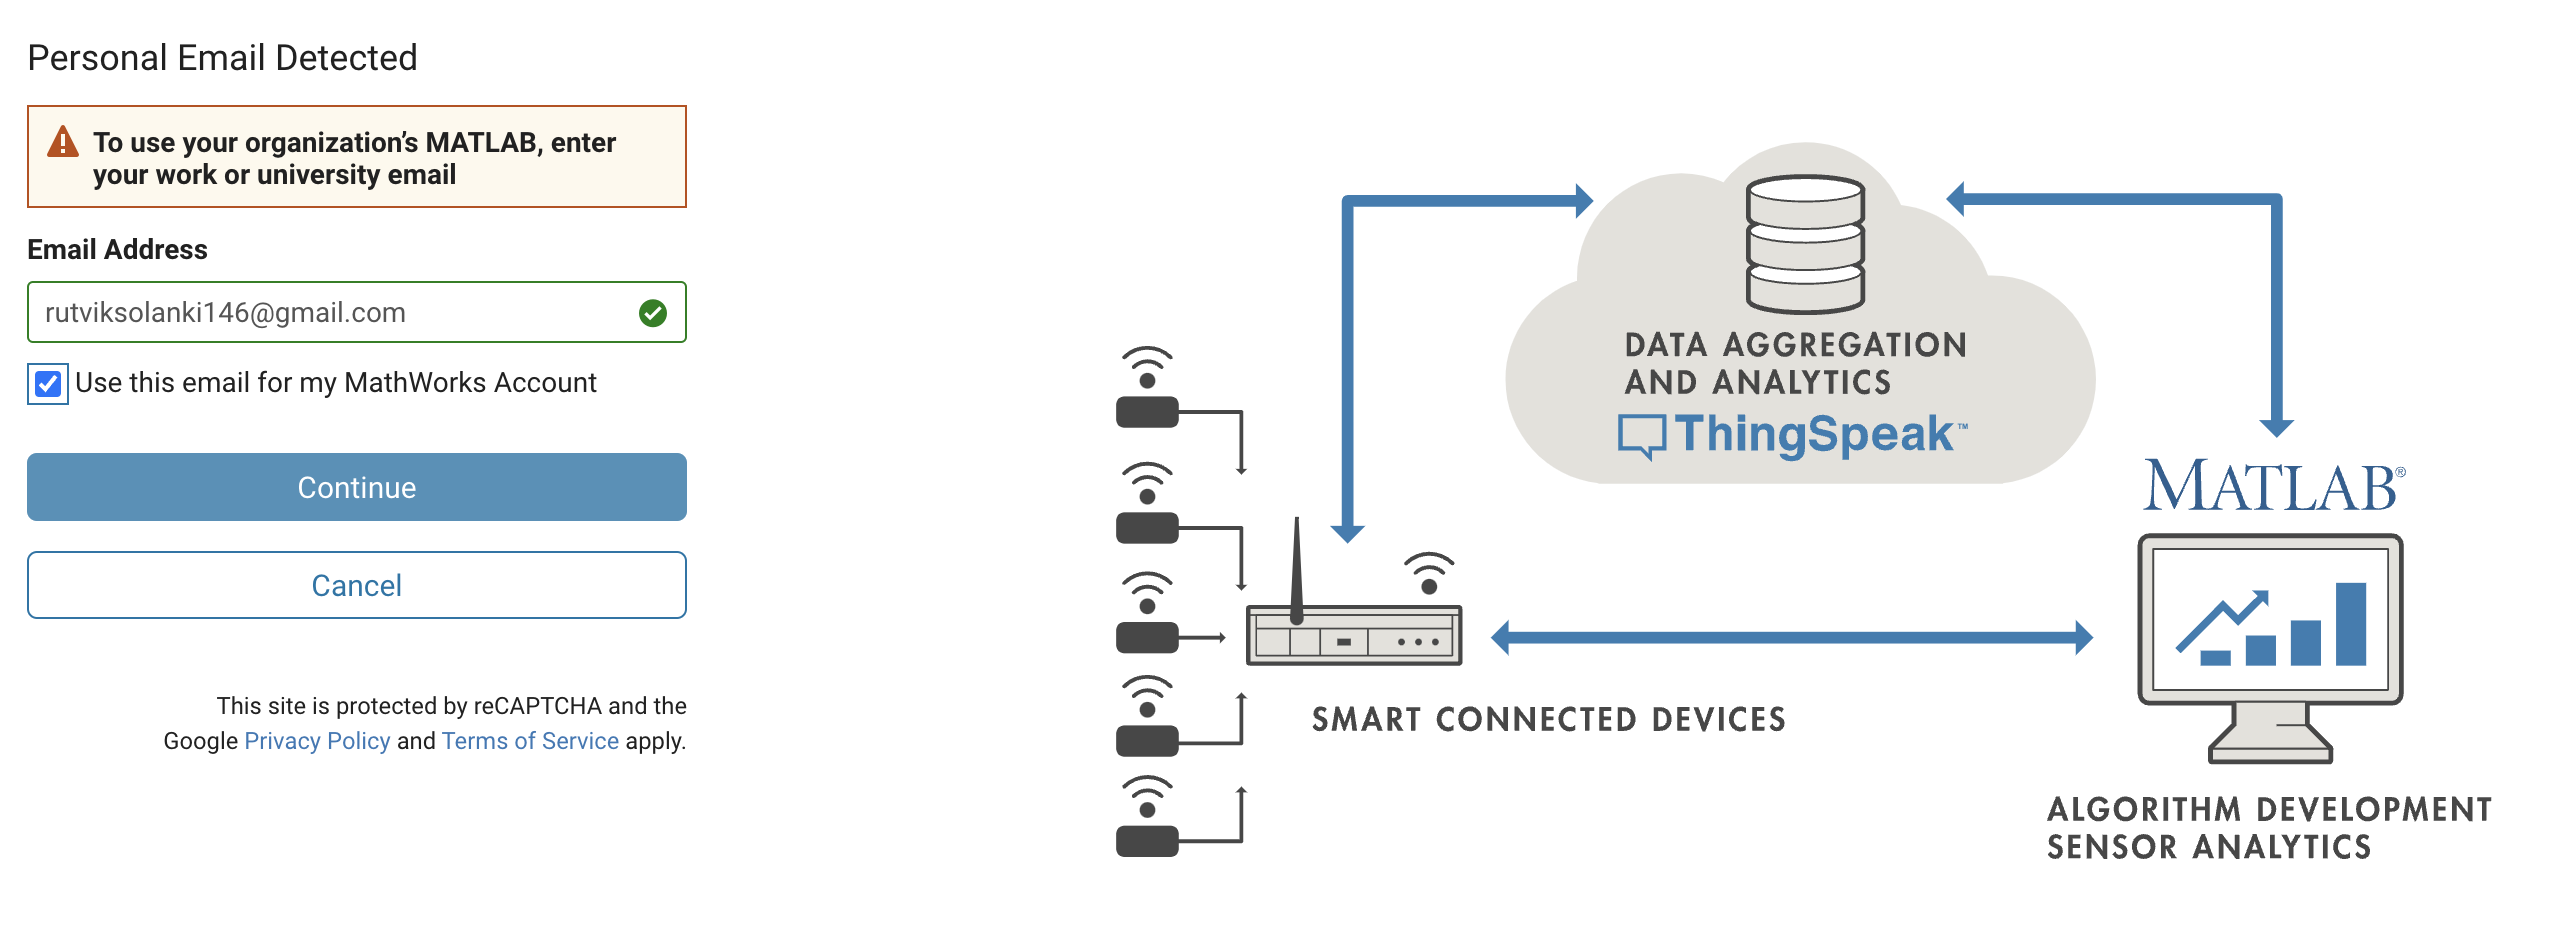 Personal Email Detected
To use your organization’s MATLAB, enter
your work or university email
Email Address
rutviksolanki146@gmail.com
Use this email for my MathWorks Account
Continue
Cancel
This site is protected by reCAPTCHA and the
Google Privacy Policy and Terms of Service apply.
DATA AGGREGATION
AND ANALYTICS
ThingSpeak™
MATLAB®
SMART CONNECTED DEVICES
ALGORITHM DEVELOPMENT
SENSOR ANALYTICS